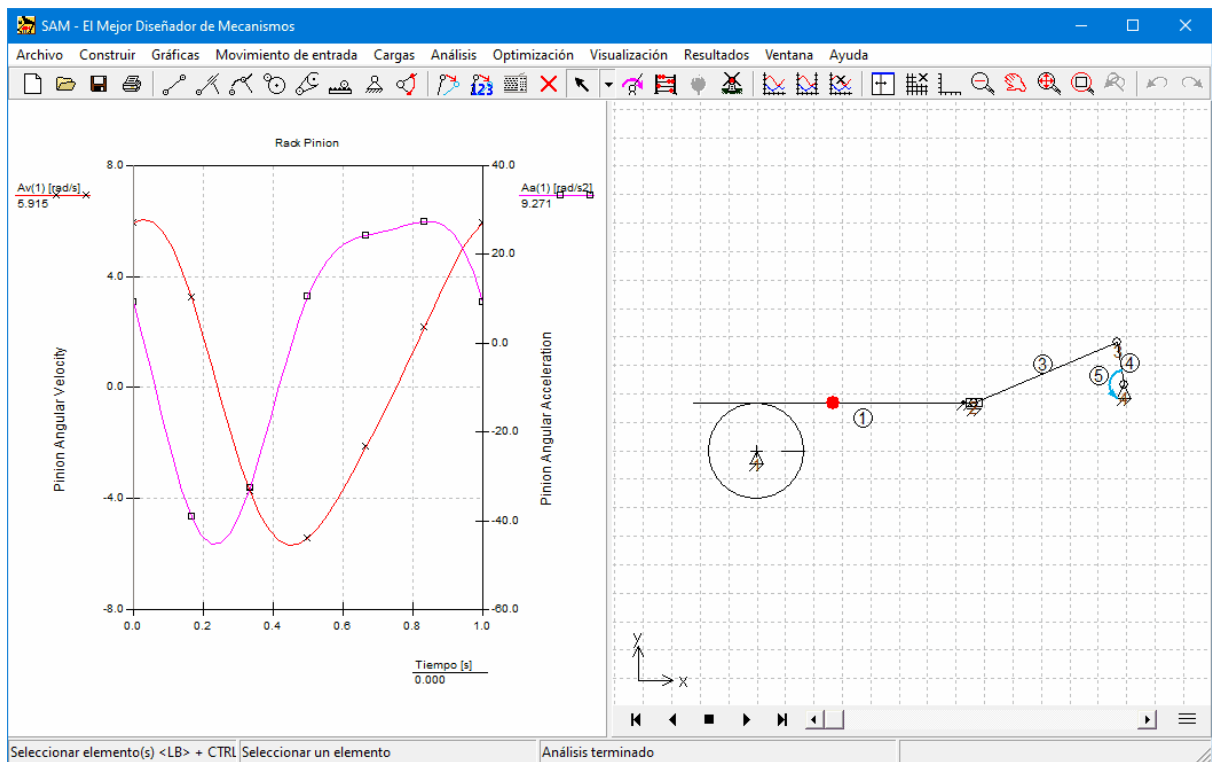 SAM - El Mejor Diseñador de Mecanismos
Archivo Construir Gráficas Movimiento de entrada Cargas Análisis Optimización Visualización Resultados Ventana Ayuda
123
Rack Pinion
Av(1) [rad/s]
5.915
Aa(1) [rad/s2]
9.271
8.0
4.0
0.0
-4.0
-8.0
40.0
20.0
0.0
-20.0
-40.0
-60.0
Pinion Angular Velocity
Pinion Angular Acceleration
0.0 0.2 0.4 0.6 0.8 1.0
Tiempo [s]
0.000
3
4
5
1
y
x
Seleccionar elemento(s) <LB> + CTRL Seleccionar un elemento Análisis terminado